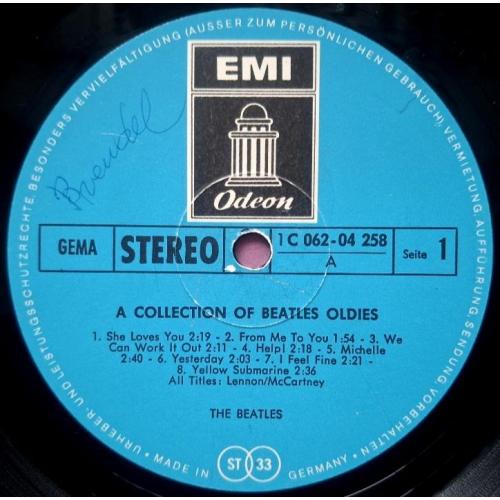 URHEBER- UND LEISTUNGSSCHUTZRECHTE, BESONDERS VERVIELFÄLTIGUNG (AUSSER ZUM PERSÖNLICHEN GEBRAUCH), VERMIETUNG, AUFFÜHRUNG, SENDUNG VORBEHALTEN
EMI
Odeon
Brendel
GEMA
STEREO
1 C 062-04 258
A
Seite 1
A COLLECTION OF BEATLES OLDIES
1. She Loves You 2:19 - 2. From Me To You 1:54 - 3. We
Can Work It Out 2:11 - 4. Help! 2:18 - 5. Michelle
2:40 - 6. Yesterday 2:03 - 7. I Feel Fine 2:21 -
8. Yellow Submarine 2:36
All Titles: Lennon/McCartney
THE BEATLES
• MADE IN GERMANY •
ST 33